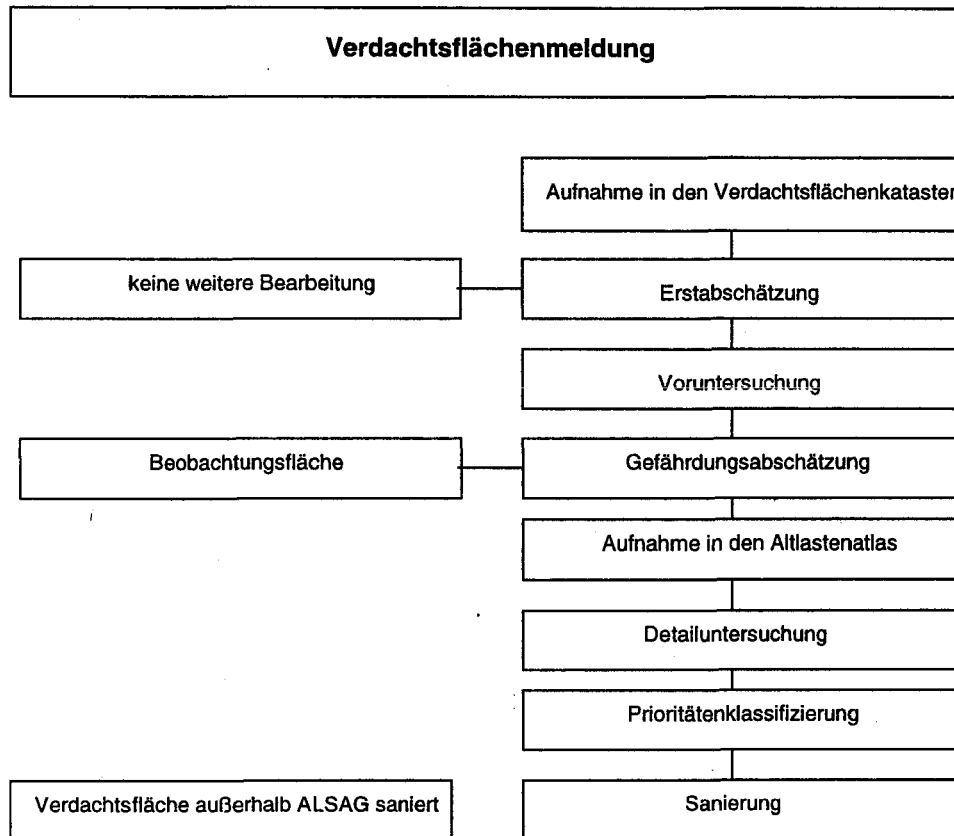 Verdachtsflächenmeldung
Aufnahme in den Verdachtsflächenkataster
keine weitere Bearbeitung
Erstabschätzung
Voruntersuchung
Beobachtungsfläche
Gefährdungsabschätzung
Aufnahme in den Altlastenatlas
Detailuntersuchung
Prioritätenklassifizierung
Verdachtsfläche außerhalb ALSAG saniert
Sanierung